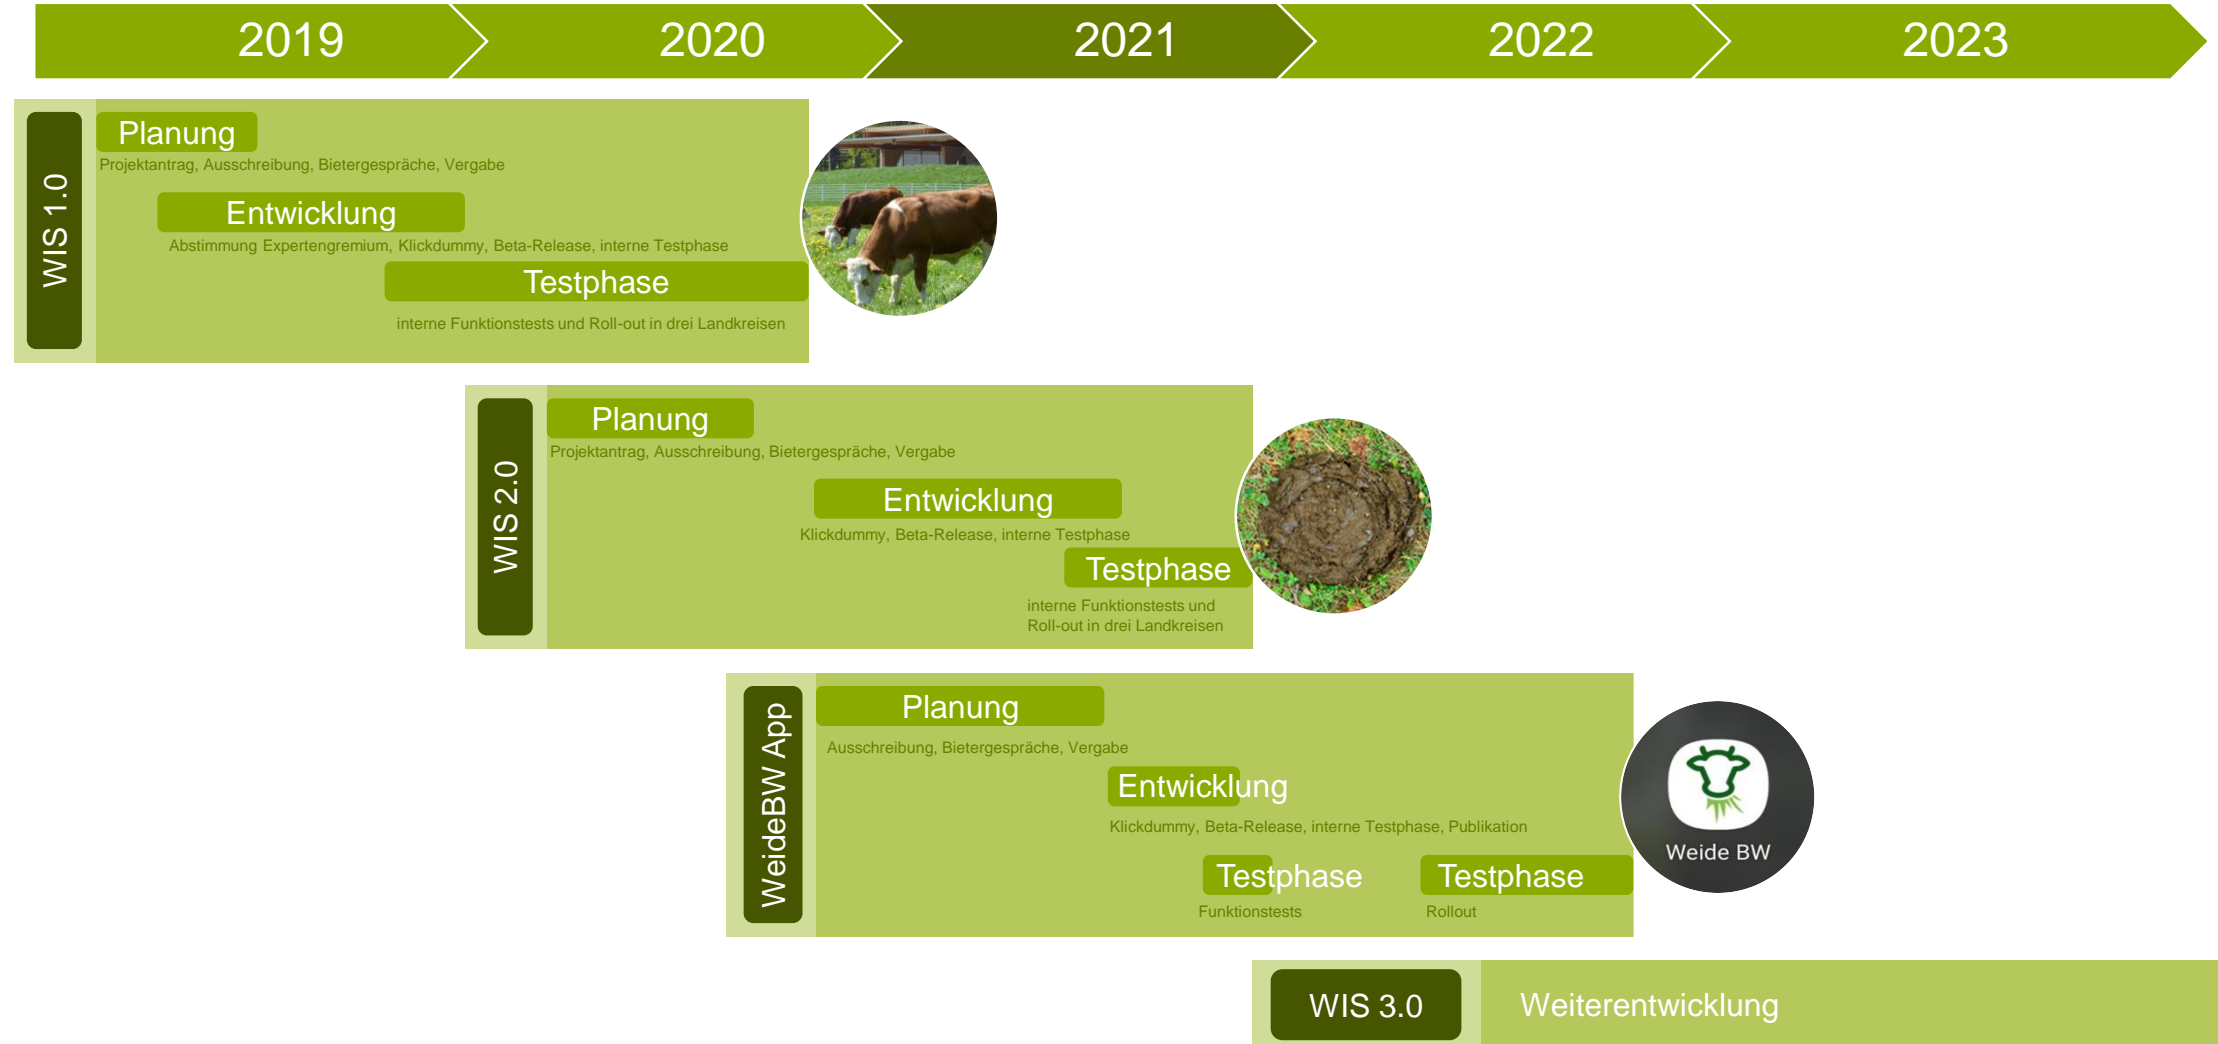 2019
2020
2021
2022
2023
WIS 1.0
Planung
Projektantrag, Ausschreibung, Bietergespräche, Vergabe
Entwicklung
Abstimmung Expertengremium, Klickdummy, Beta-Release, interne Testphase
Testphase
interne Funktionstests und Roll-out in drei Landkreisen
WIS 2.0
Planung
Projektantrag, Ausschreibung, Bietergespräche, Vergabe
Entwicklung
Klickdummy, Beta-Release, interne Testphase
Testphase
interne Funktionstests und
Roll-out in drei Landkreisen
WeideBW App
Planung
Ausschreibung, Bietergespräche, Vergabe
Entwicklung
Klickdummy, Beta-Release, interne Testphase, Publikation
Testphase
Funktionstests
Testphase
Rollout
Weide BW
WIS 3.0
Weiterentwicklung